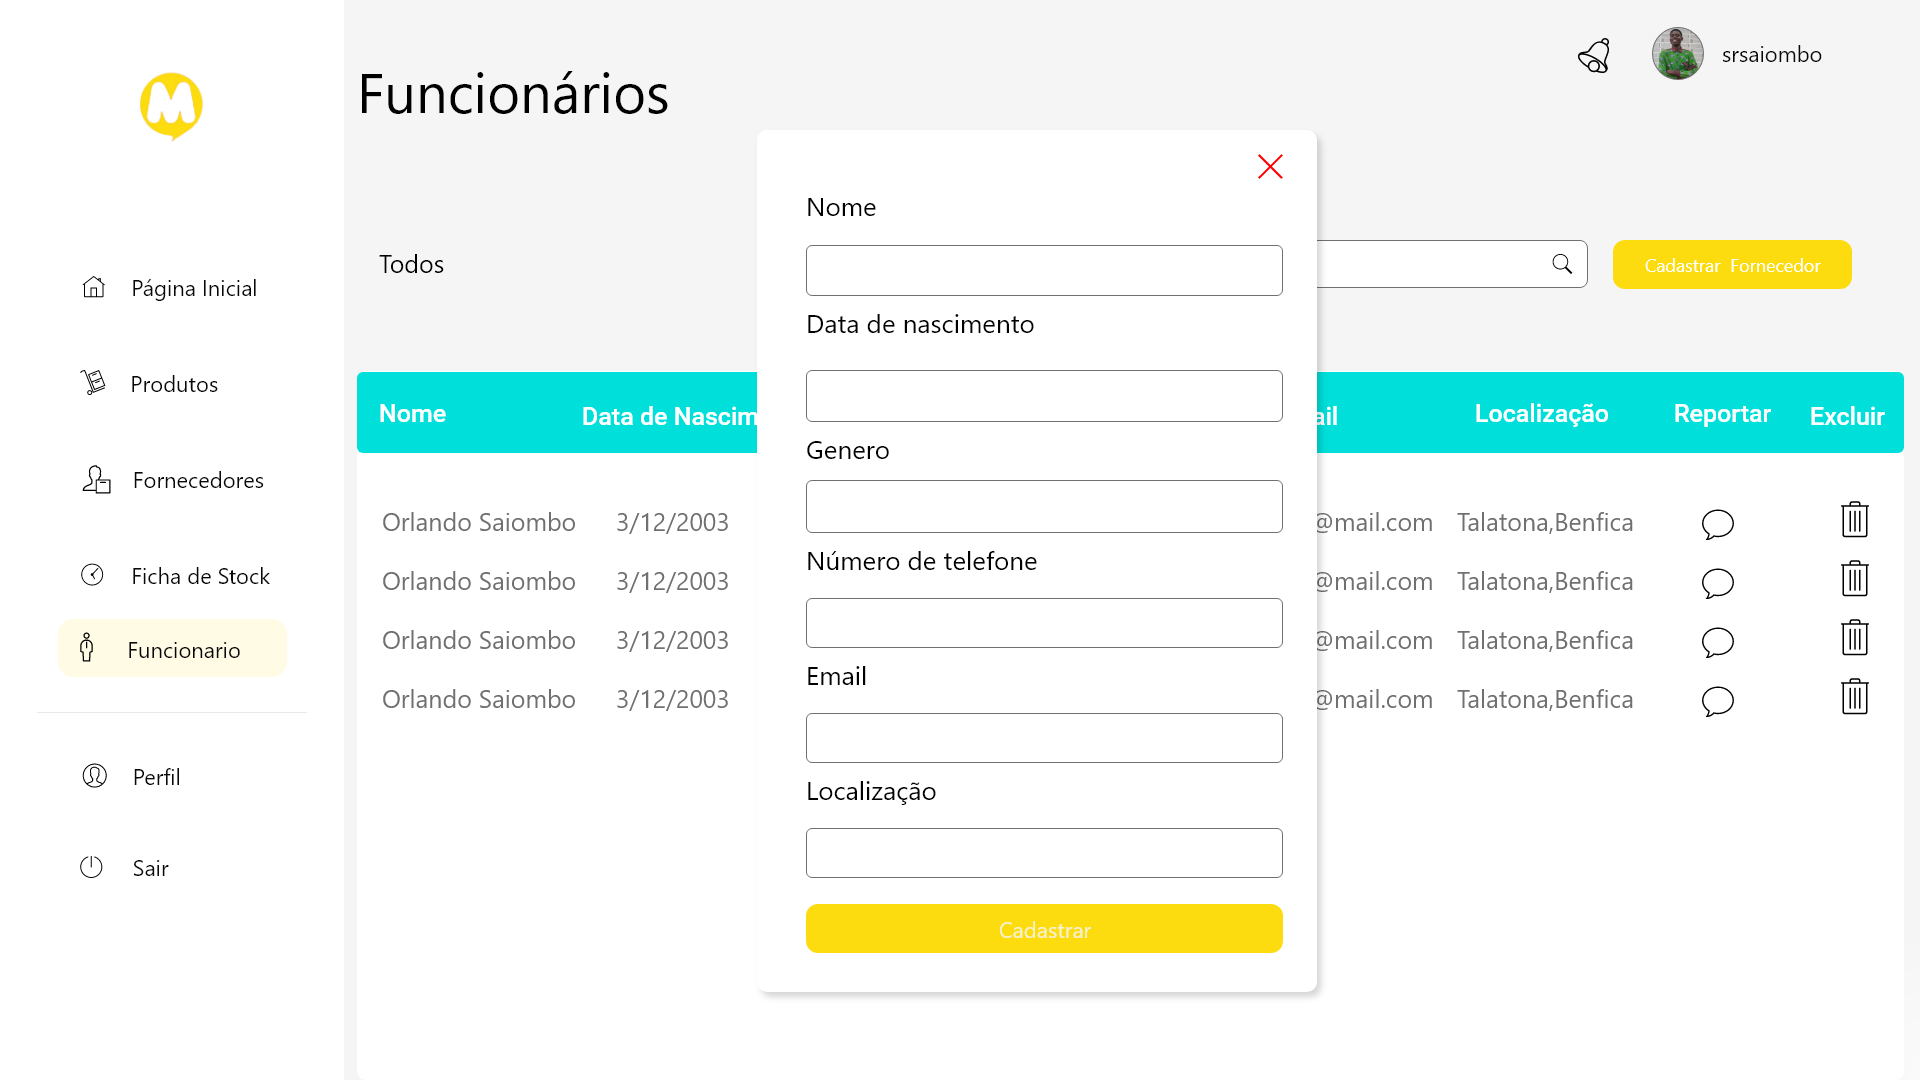 M
srsaiombo
Funcionários
Nome
Todos
Cadastrar Fornecedor
Página Inicial
Data de nascimento
Produtos
Nome
Data de Nascim
ail
Localização
Reportar
Excluir
Genero
Fornecedores
Orlando Saiombo
3/12/2003
@mail.com
Talatona,Benfica
Número de telefone
Ficha de Stock
Orlando Saiombo
3/12/2003
@mail.com
Talatona,Benfica
Funcionario
Orlando Saiombo
3/12/2003
@mail.com
Talatona,Benfica
Email
Orlando Saiombo
3/12/2003
@mail.com
Talatona,Benfica
Perfil
Localização
Sair
Cadastrar